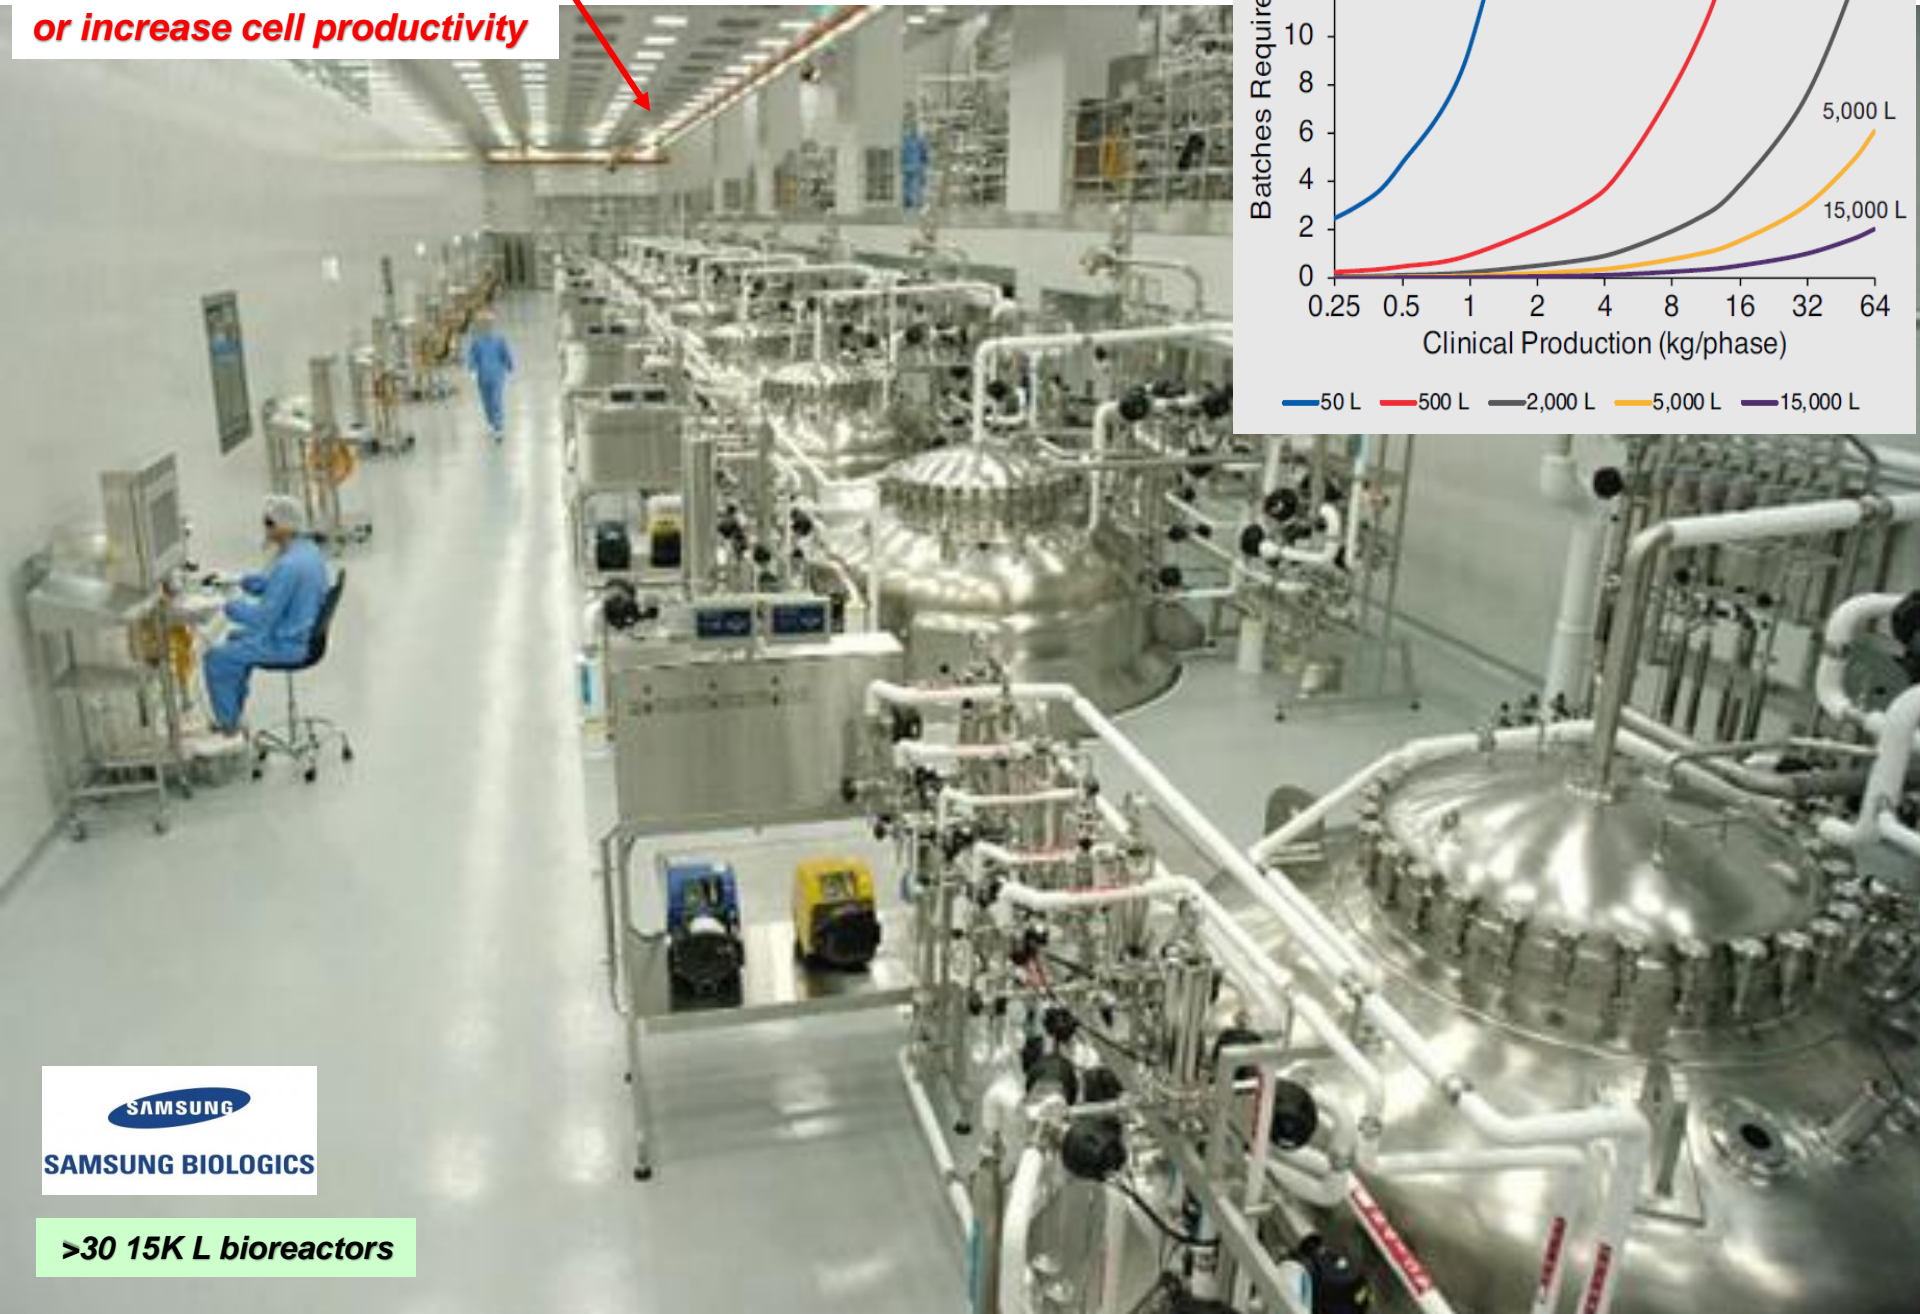 or increase cell productivity
Batches Require
10
8
6
4
2
0
5,000 L
15,000 L
0.25 0.5 1 2 4 8 16 32 64
Clinical Production (kg/phase)
50 L 500 L 2,000 L 5,000 L 15,000 L
SAMSUNG
SAMSUNG BIOLOGICS
>30 15K L bioreactors